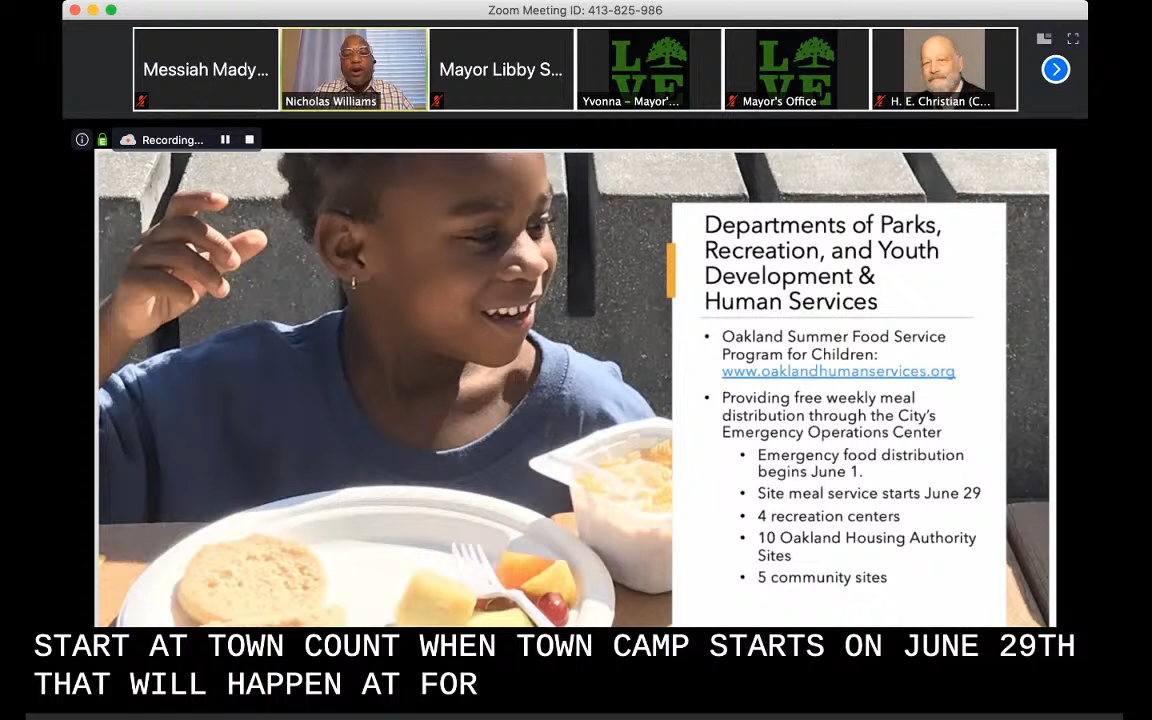 Zoom Meeting ID: 413-825-986
Messiah Mady...
Nicholas Williams
Mayor Libby S...
LOVE
Yvonna – Mayor'...
LOVE
Mayor's Office
H. E. Christian (C...
Recording...
Departments of Parks,
Recreation, and Youth
Development &
Human Services
• Oakland Summer Food Service
Program for Children:
www.oaklandhumanservices.org
• Providing free weekly meal
distribution through the City's
Emergency Operations Center
• Emergency food distribution
begins June 1.
• Site meal service starts June 29
• 4 recreation centers
• 10 Oakland Housing Authority
Sites
• 5 community sites
START AT TOWN COUNT WHEN TOWN CAMP STARTS ON JUNE 29TH
THAT WILL HAPPEN AT FOR